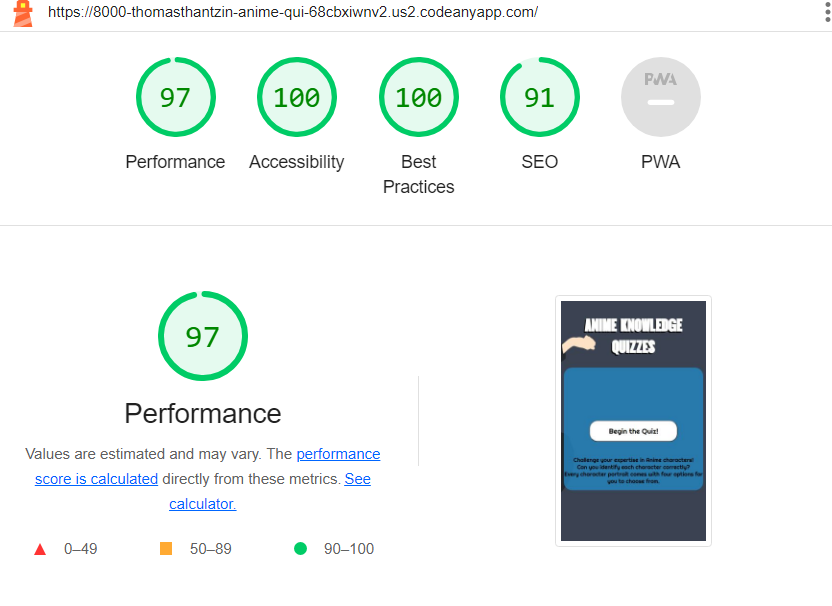 https://8000-thomasthantzin-anime-qui-68cbxiwnv2.us2.codeanyapp.com/
97
100
100
91
PWA
Performance
Accessibility
Best
Practices
SEO
PWA
97
Performance
Values are estimated and may vary. The performance
score is calculated directly from these metrics. See
calculator.
0–49
50–89
90–100
ANIME KNOWLEDGE
QUIZZES
Begin the Quiz!
Challenge your expertise in Anime characters!
Can you identify each character correctly?
Every character portrait comes with four options for
you to choose from.